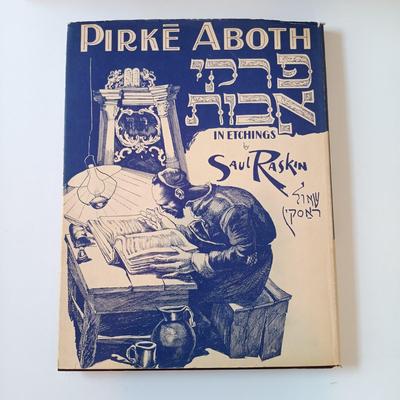 PIRKĒ ABOTH
פרקי
אבות
IN ETCHINGS
by
SAUL RASKIN
שאול
ראסקין